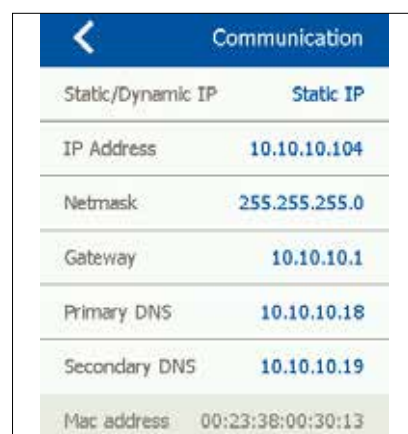 Communication
Static/Dynamic IP Static IP
IP Address 10.10.10.104
Netmask 255.255.255.0
Gateway 10.10.10.1
Primary DNS 10.10.10.18
Secondary DNS 10.10.10.19
Mac address 00:23:38:00:30:13